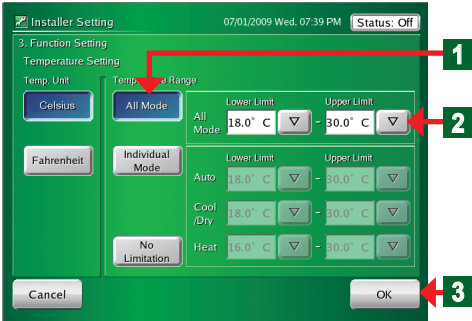 Installer Setting 07/01/2009 Wed. 07:39 PM Status: Off
3. Function Setting
Temperature Setting
Temp. Unit Temperature Range
1
Celsius All Mode
Lower Limit Upper Limit
All Mode 18.0° C - 30.0° C
2
Fahrenheit Individual Mode
Lower Limit Upper Limit
Auto 18.0° C - 30.0° C
Cool /Dry 18.0° C - 30.0° C
No Limitation
Heat 16.0° C - 30.0° C
Cancel OK
3